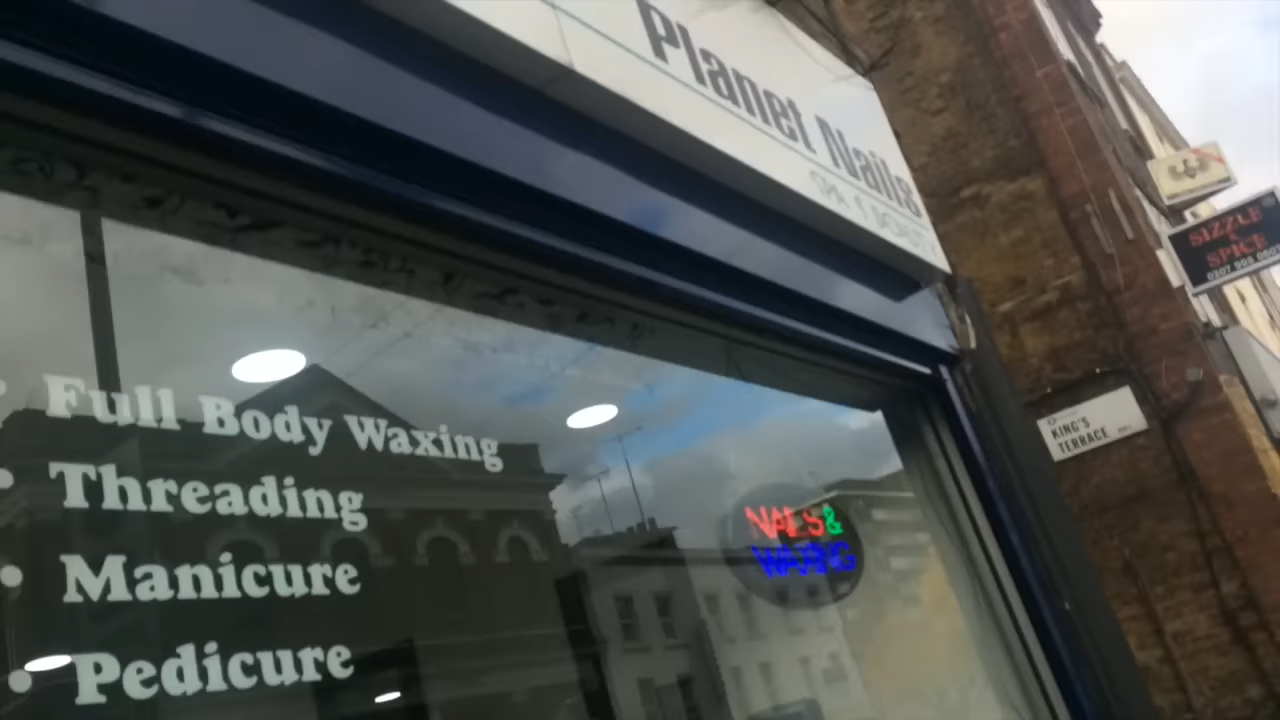 Planet Nails
SIZZLE
SPICE
KING'S
TERRACE
Full Body Waxing
Threading
Manicure
Pedicure
NAILS &
WAXING